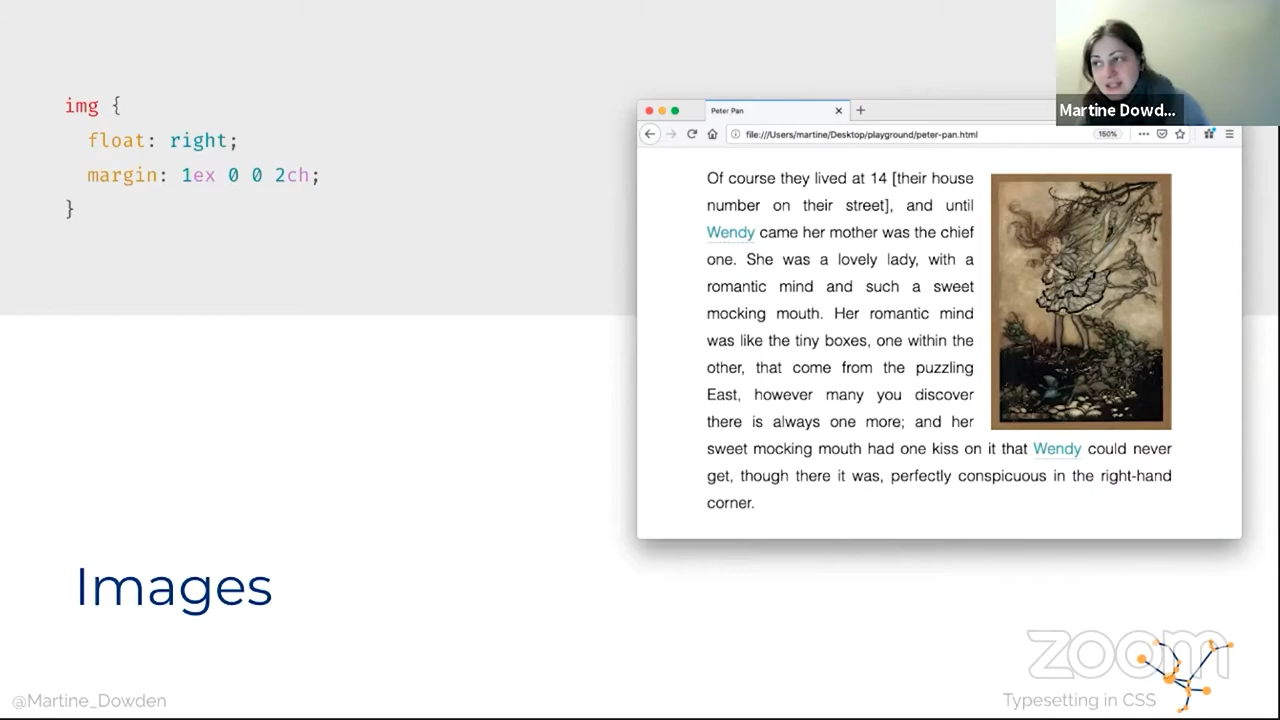 img {
float: right;
margin: 1ex 0 0 2ch;
}
Martine Dowd...
Peter Pan
file:///Users/martine/Desktop/playground/peter-pan.html
150%
Of course they lived at 14 [their house
number on their street], and until
Wendy came her mother was the chief
one. She was a lovely lady, with a
romantic mind and such a sweet
mocking mouth. Her romantic mind
was like the tiny boxes, one within the
other, that come from the puzzling
East, however many you discover
there is always one more; and her
sweet mocking mouth had one kiss on it that Wendy could never
get, though there it was, perfectly conspicuous in the right-hand
corner.
Images
zoom
@Martine_Dowden
Typesetting in CSS